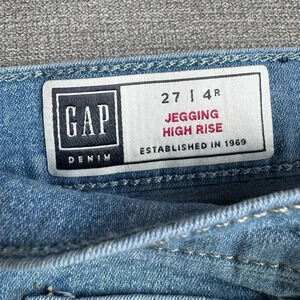 GAP
DENIM
27 | 4R
JEGGING
HIGH RISE
ESTABLISHED IN 1969